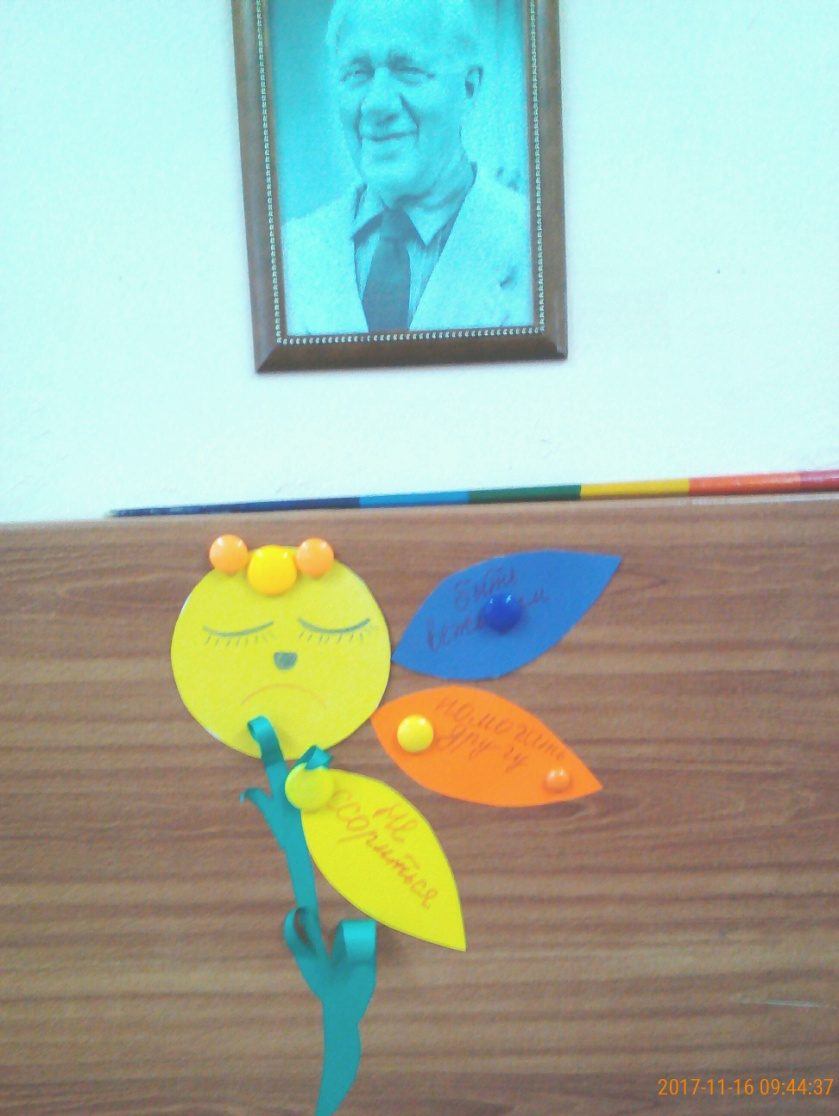 быть
помогать
другу
не
ссориться
2017-11-16 09:44:37